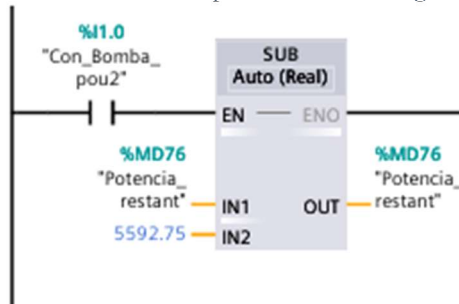 %I1.0
"Con_Bomba_
pou2"
SUB
Auto (Real)
EN
ENO
%MD76
"Potencia_
restant"
IN1
5592.75
IN2
OUT
%MD76
"Potencia_
restant"